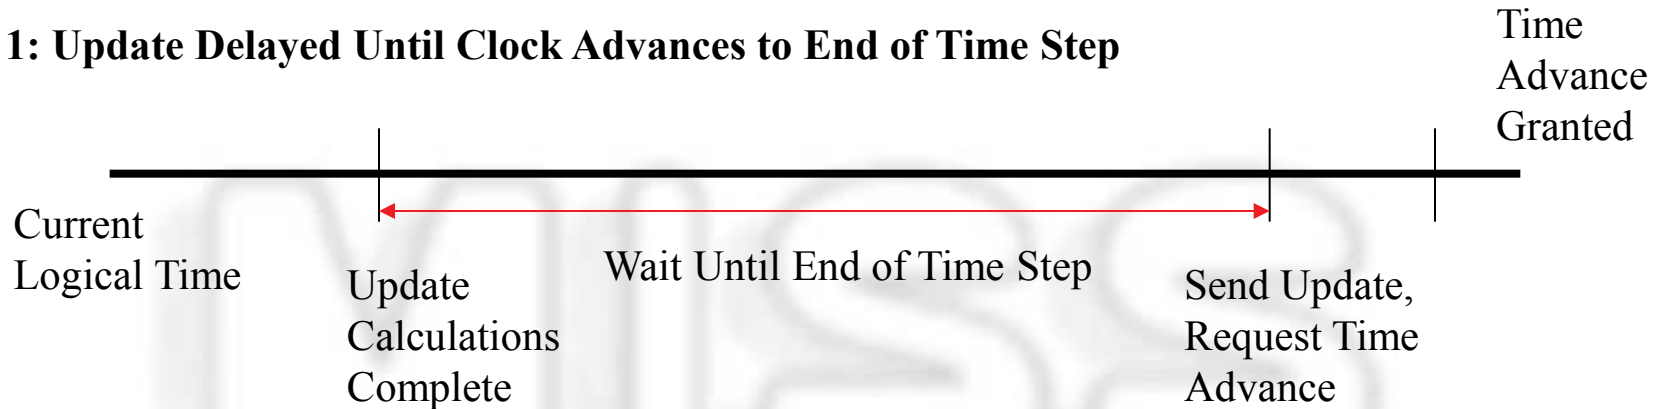 1: Update Delayed Until Clock Advances to End of Time Step
Time
Advance
Granted
Current
Logical Time
Update
Calculations
Complete
Wait Until End of Time Step
Send Update,
Request Time
Advance
MISS